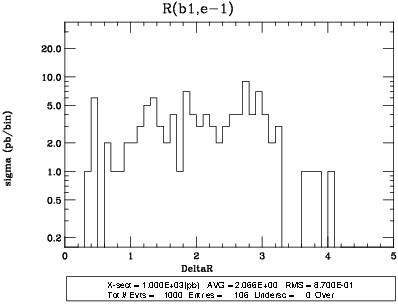 R(b1,e−1)
20.0
10.0
5.0
2.0
1.0
0.5
0.2
sigma (pb/bin)
0 1 2 3 4 5
DeltaR
X-sect = 1.000E+03(pb) AVG = 2.066E+00 RMS = 8.700E-01
Tot # Evts = 1000 Entries = 106 Undersc = 0 Over